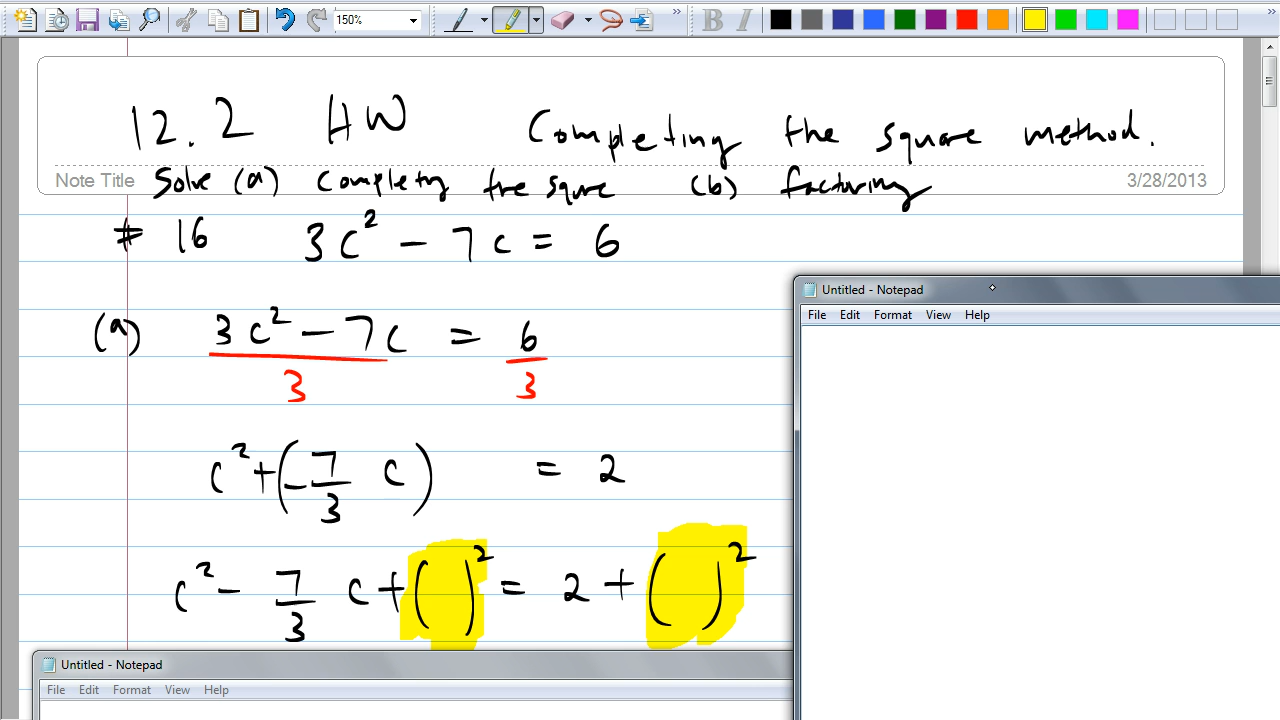 150%
B I
12.2 HW Completing the square method.
Note Title
3/28/2013
Solve (a) completg the squre (b) factoring
# 16 3c² - 7c = 6
(a) 3c² - 7c = 6
3 3
c² + (-7/3 c) = 2
c² - 7/3 c + ( )² = 2 + ( )²
Untitled - Notepad
File Edit Format View Help
Untitled - Notepad
File Edit Format View Help